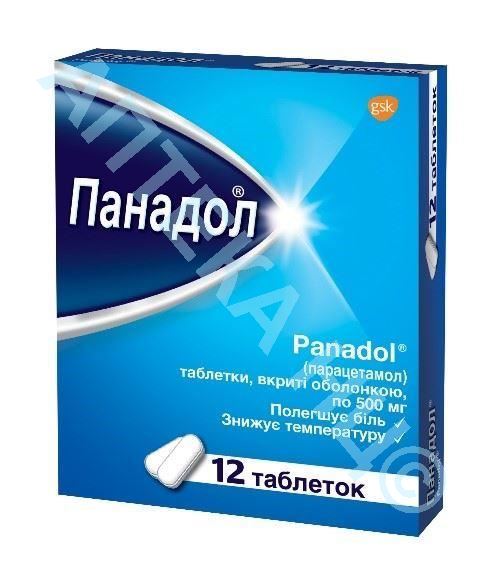 gsk
Панадол®
Panadol®
(парацетамол)
таблетки, вкриті оболонкою,
по 500 мг
Полегшує біль ✓
Знижує температуру ✓
12 таблеток
12 таблеток
Панадол®
АПТЕКА